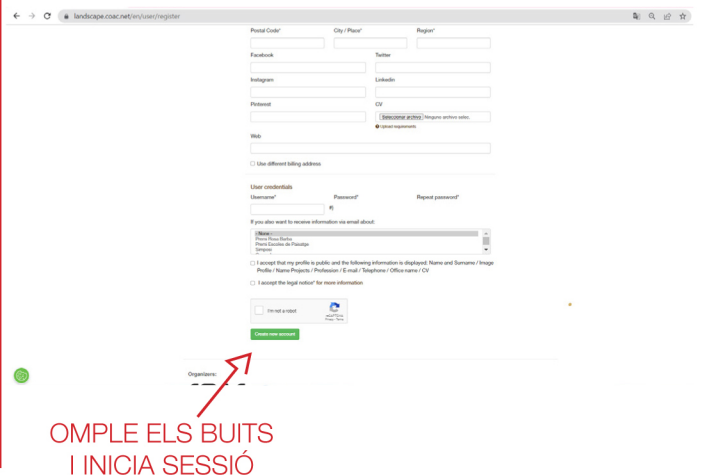 landscape.coac.net/en/user/register
Postal Code* City / Place* Region*
Facebook Twitter
Instagram Linkedin
Pinterest CV
Seleccionar archivo Ninguno archivo selec.
Upload requirements
Web
Use different billing address
User credentials
Username* Password* Repeat password*
If you also want to receive information via email about:
- None -
Premi Rosa Barba
Premi Escoles de Paisatge
Simposi
I accept that my profile is public and the following information is displayed: Name and Surname / Image
Profile / Name Projects / Profession / E-mail / Telephone / Office name / CV
I accept the legal notice* for more information
I'm not a robot
reCAPTCHA
Privacy - Terms
Create new account
Organizers:
OMPLE ELS BUITS
I INICIA SESSIÓ